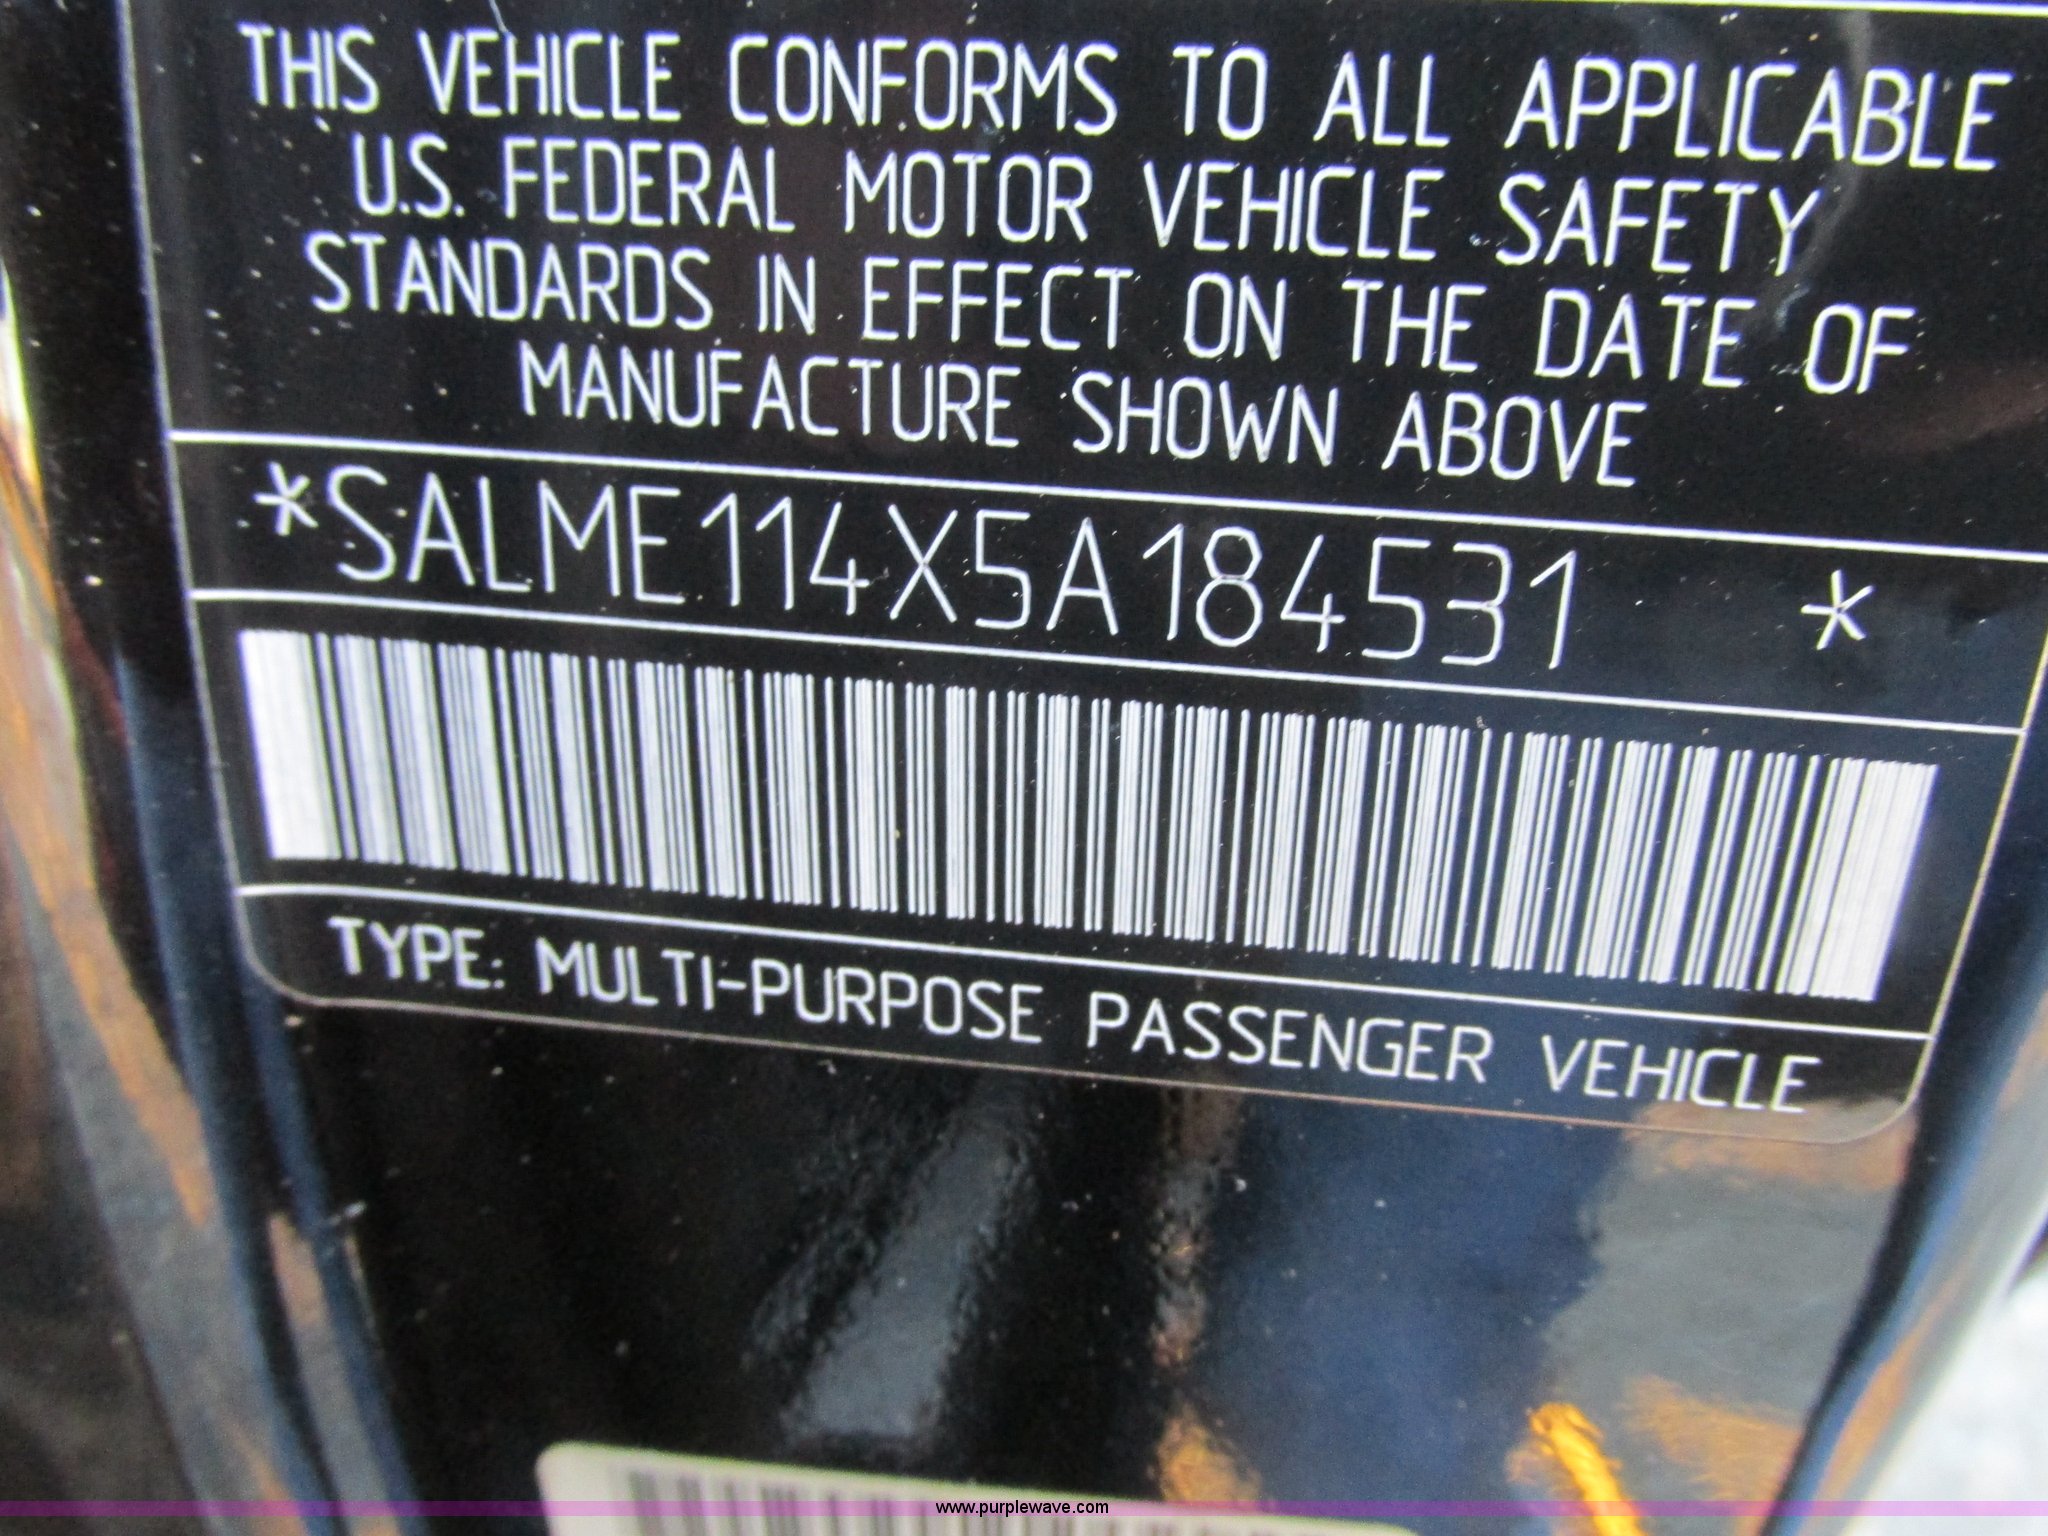 THIS VEHICLE CONFORMS TO ALL APPLICABLE
U.S. FEDERAL MOTOR VEHICLE SAFETY
STANDARDS IN EFFECT ON THE DATE OF
MANUFACTURE SHOWN ABOVE
*SALME114X5A184531 *
TYPE: MULTI-PURPOSE PASSENGER VEHICLE
www.purplewave.com